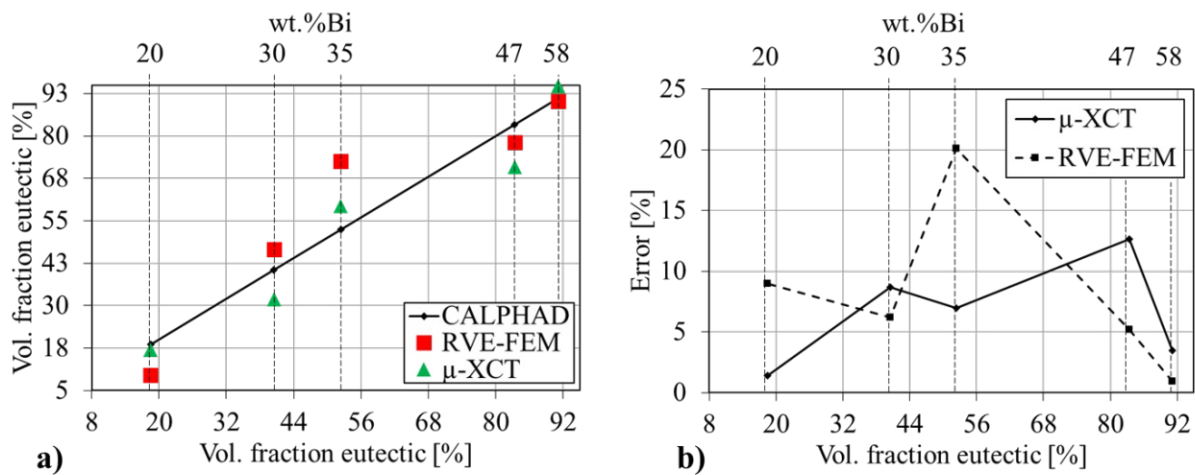 wt.%Bi
20 30 35 47 58
Vol. fraction eutectic [%]
93
80
68
55
43
30
18
5
CALPHAD
RVE-FEM
µ-XCT
8 20 32 44 56 68 80 92
Vol. fraction eutectic [%]
a)
wt.%Bi
20 30 35 47 58
Error [%]
25
20
15
10
5
0
µ-XCT
RVE-FEM
8 20 32 44 56 68 80 92
Vol. fraction eutectic [%]
b)